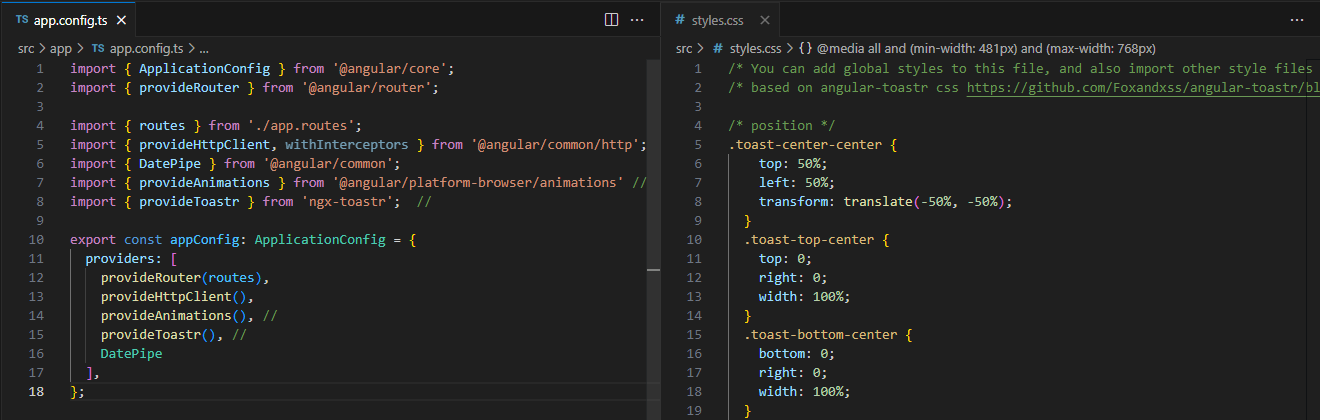 TS app.config.ts
src > app > TS app.config.ts > ...
1 import { ApplicationConfig } from '@angular/core';
2 import { provideRouter } from '@angular/router';
3
4 import { routes } from './app.routes';
5 import { provideHttpClient, withInterceptors } from '@angular/common/http';
6 import { DatePipe } from '@angular/common';
7 import { provideAnimations } from '@angular/platform-browser/animations' //
8 import { provideToastr } from 'ngx-toastr';  //
9
10 export const appConfig: ApplicationConfig = {
11   providers: [
12     provideRouter(routes),
13     provideHttpClient(),
14     provideAnimations(), //
15     provideToastr(), //
16     DatePipe
17   ],
18 };
# styles.css
src > # styles.css > {} @media all and (min-width: 481px) and (max-width: 768px)
1 /* You can add global styles to this file, and also import other style files
2 /* based on angular-toastr css https://github.com/Foxandxss/angular-toastr/bl
3
4 /* position */
5 .toast-center-center {
6     top: 50%;
7     left: 50%;
8     transform: translate(-50%, -50%);
9   }
10   .toast-top-center {
11     top: 0;
12     right: 0;
13     width: 100%;
14   }
15   .toast-bottom-center {
16     bottom: 0;
17     right: 0;
18     width: 100%;
19   }